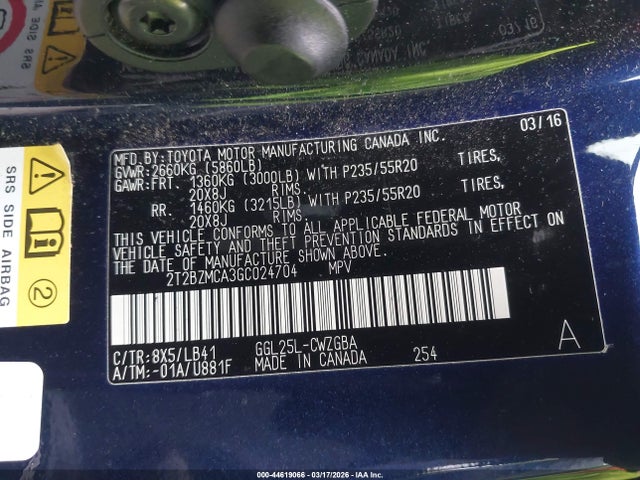 MFD.BY:TOYOTA MOTOR MANUFACTURING CANADA INC. 03/16
GVWR:2660KG (5860LB)
GAWR:FRT. 1360KG (3000LB) WITH P235/55R20 TIRES,
20X8J RIMS.
RR. 1460KG (3215LB) WITH P235/55R20 TIRES,
20X8J RIMS.
THIS VEHICLE CONFORMS TO ALL APPLICABLE FEDERAL MOTOR
VEHICLE SAFETY AND THEFT PREVENTION STANDARDS IN EFFECT ON
THE DATE OF MANUFACTURE SHOWN ABOVE.
2T2BZMCA3GC024704 MPV
C/TR:8X5/LB41 GGL25L-CWZGBA
A/TM:-01A/U881F MADE IN CANADA 254 A
SRS SIDE AIRBAG
2
000-44619066 - 03/17/2026 - IAA Inc.